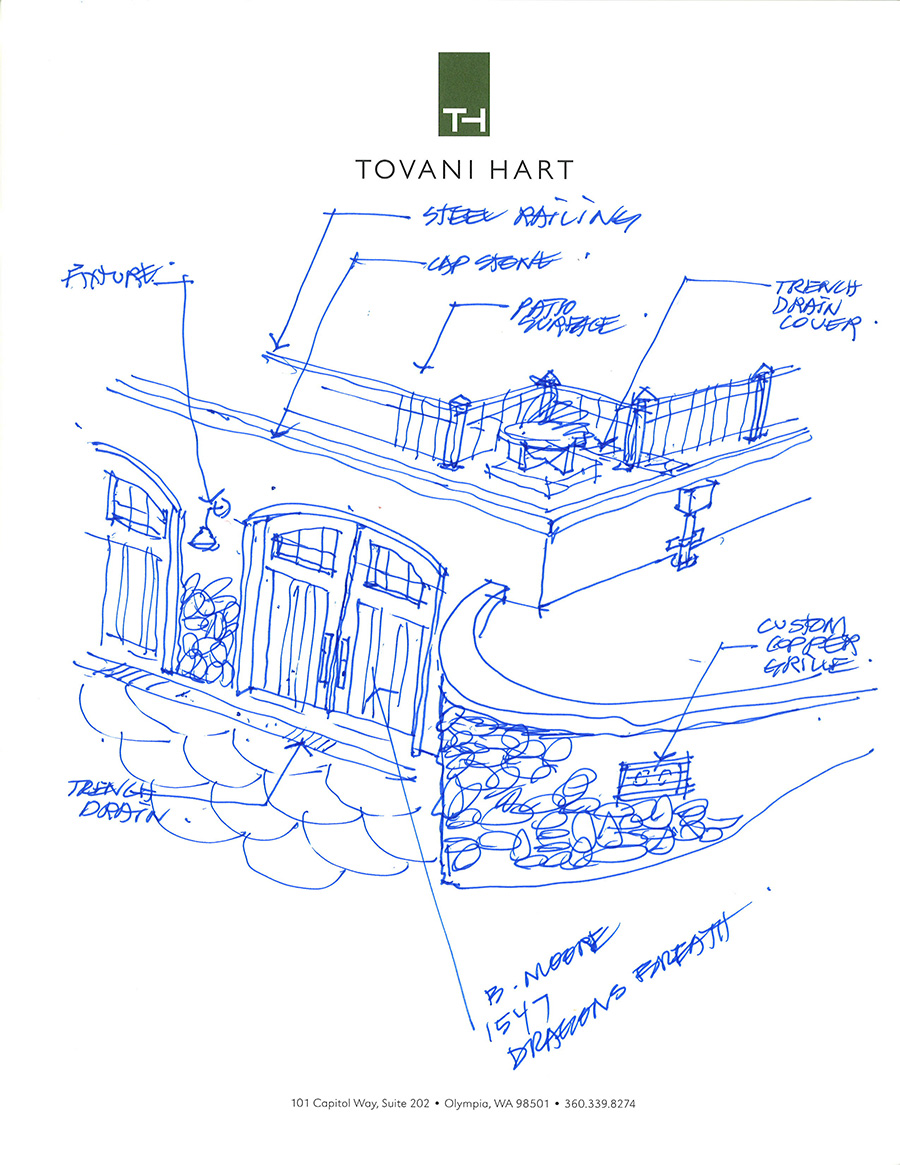 TH
TOVANI HART
STEEL RAILING
CAP STONE
FIXTURE
PATIO
SURFACE
TRENCH
DRAIN
COVER.
CUSTOM
COPPER
GRILLE.
TRENCH
DRAIN.
B. MOORE
1547
DRAGONS BREATH
101 Capitol Way, Suite 202 • Olympia, WA 98501 • 360.339.8274